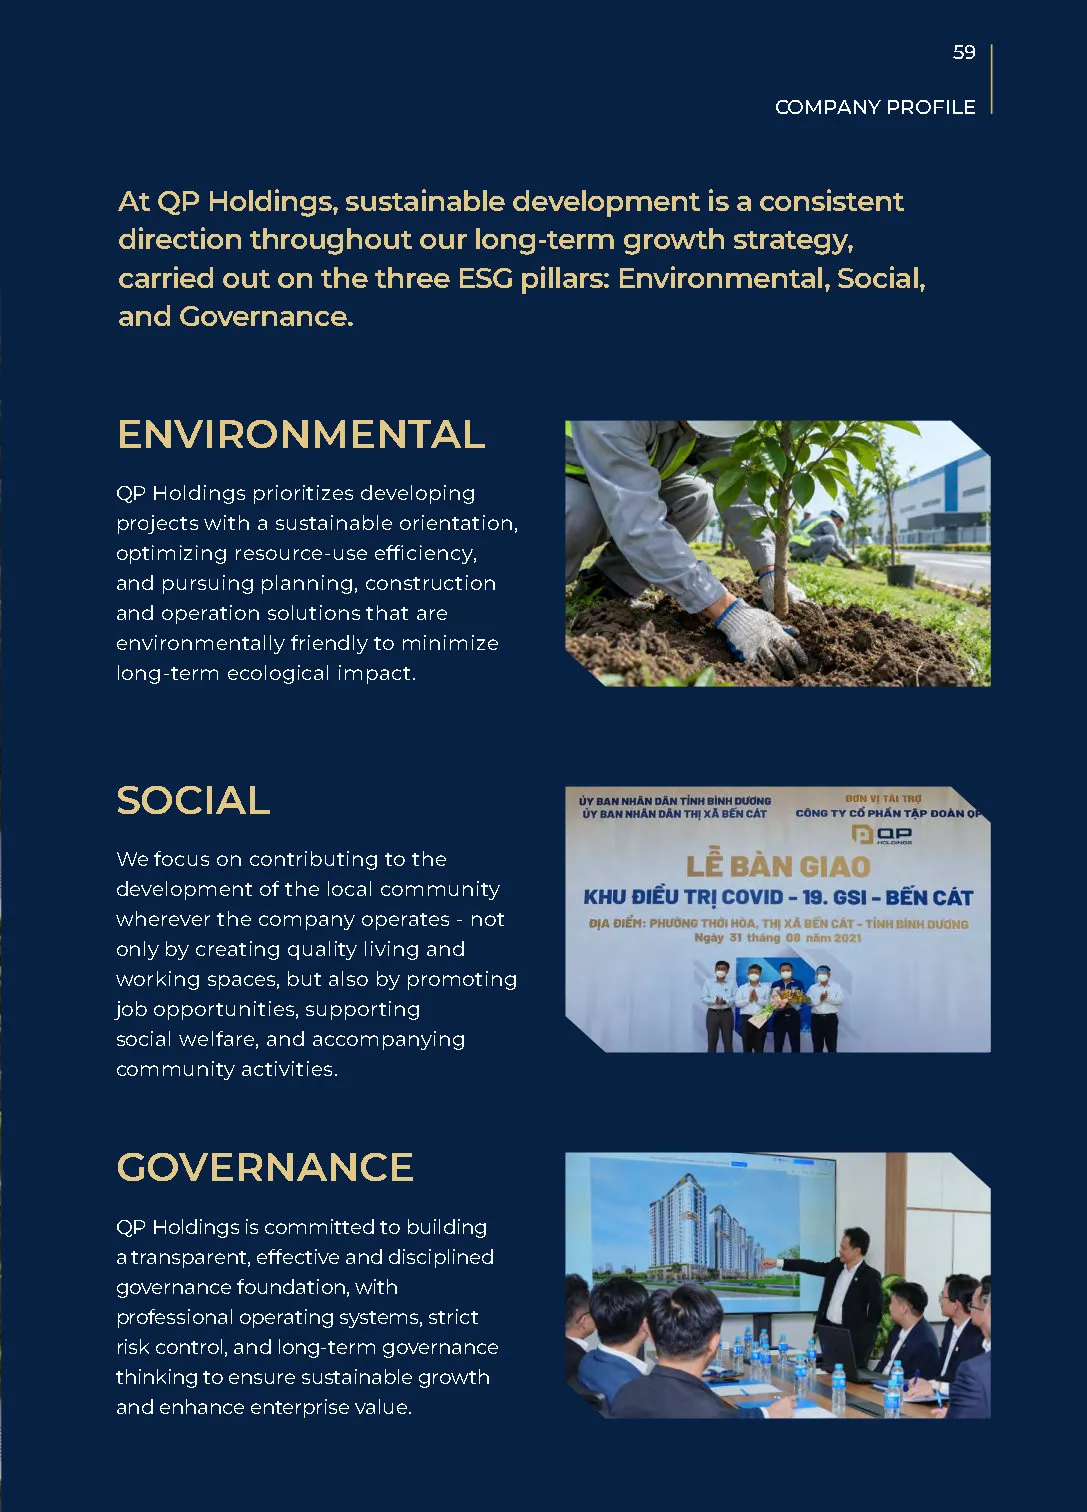 59
COMPANY PROFILE
At QP Holdings, sustainable development is a consistent
direction throughout our long-term growth strategy,
carried out on the three ESG pillars: Environmental, Social,
and Governance.
ENVIRONMENTAL
QP Holdings prioritizes developing
projects with a sustainable orientation,
optimizing resource-use efficiency,
and pursuing planning, construction
and operation solutions that are
environmentally friendly to minimize
long-term ecological impact.
SOCIAL
We focus on contributing to the
development of the local community
wherever the company operates - not
only by creating quality living and
working spaces, but also by promoting
job opportunities, supporting
social welfare, and accompanying
community activities.
ỦY BAN NHÂN DÂN TỈNH BÌNH DƯƠNG
ỦY BAN NHÂN DÂN THỊ XÃ BẾN CÁT
ĐƠN VỊ TÀI TRỢ
CÔNG TY CỔ PHẦN TẬP ĐOÀN QP
QP
HOLDINGS
LỄ BÀN GIAO
KHU ĐIỀU TRỊ COVID - 19. GSI - BẾN CÁT
ĐỊA ĐIỂM: PHƯỜNG THỚI HÒA, THỊ XÃ BẾN CÁT - TỈNH BÌNH DƯƠNG
Ngày 31 tháng 08 năm 2021
GOVERNANCE
QP Holdings is committed to building
a transparent, effective and disciplined
governance foundation, with
professional operating systems, strict
risk control, and long-term governance
thinking to ensure sustainable growth
and enhance enterprise value.